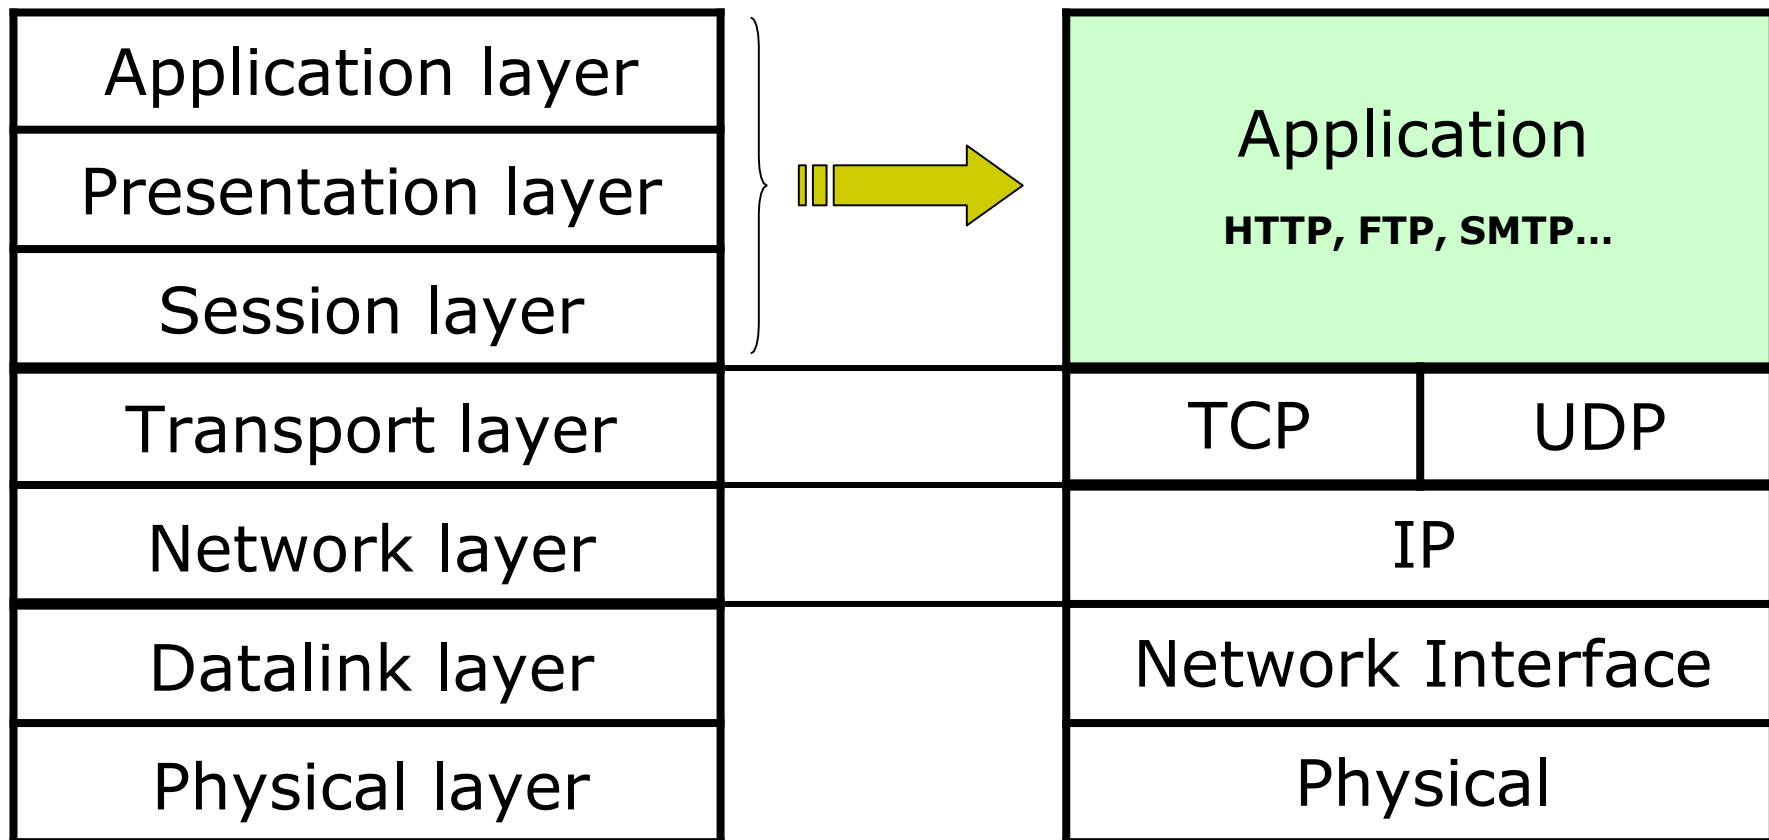 Application layer
Presentation layer
Session layer
Transport layer
Network layer
Datalink layer
Physical layer
Application
HTTP, FTP, SMTP...
TCP
UDP
IP
Network Interface
Physical